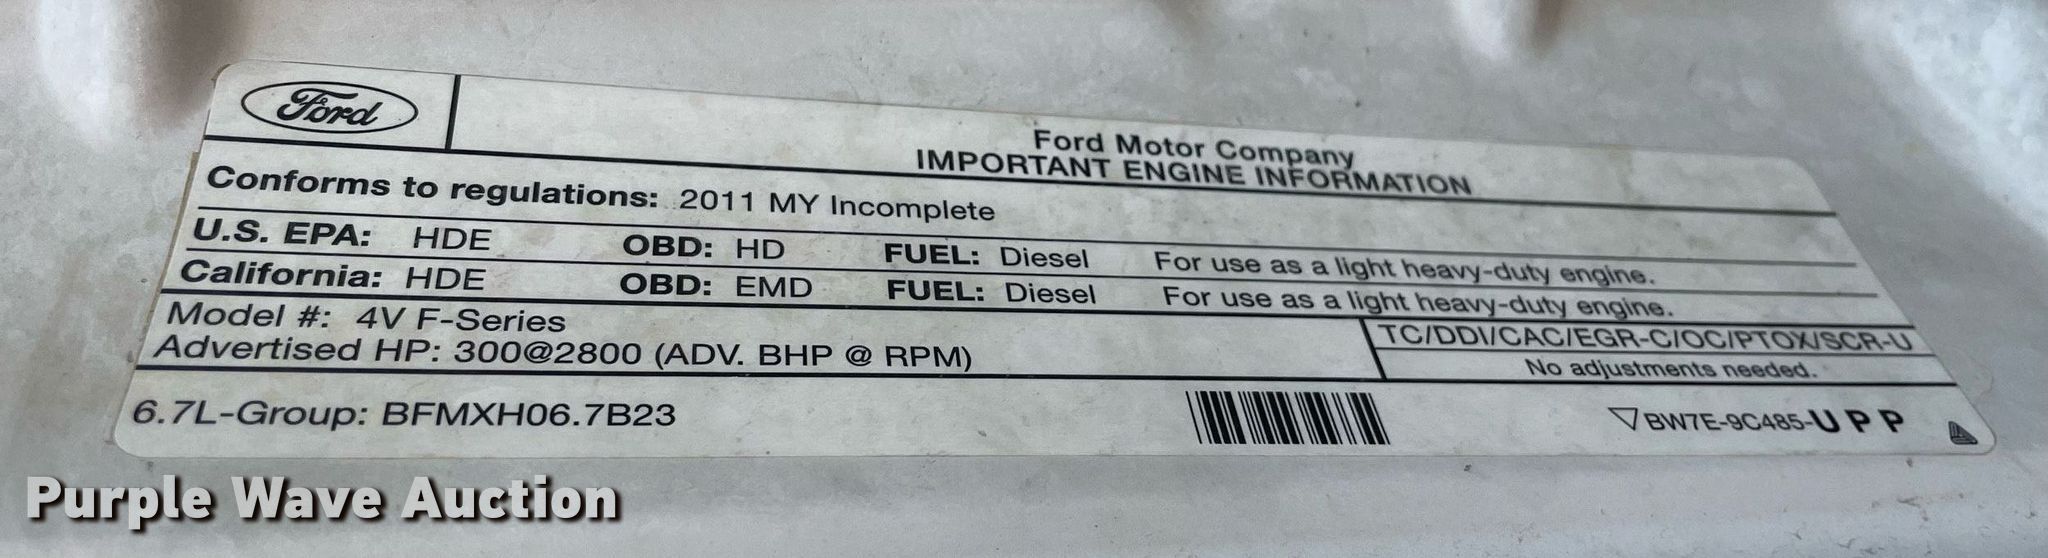 Ford
Ford Motor Company
IMPORTANT ENGINE INFORMATION
Conforms to regulations: 2011 MY Incomplete
U.S. EPA: HDE OBD: HD FUEL: Diesel For use as a light heavy-duty engine.
California: HDE OBD: EMD FUEL: Diesel For use as a light heavy-duty engine.
Model #: 4V F-Series
Advertised HP: 300@2800 (ADV. BHP @ RPM)
TC/DDI/CAC/EGR-C/OC/PTOX/SCR-U
No adjustments needed.
6.7L-Group: BFMXH06.7B23
BW7E-9C485-UPP
Purple Wave Auction